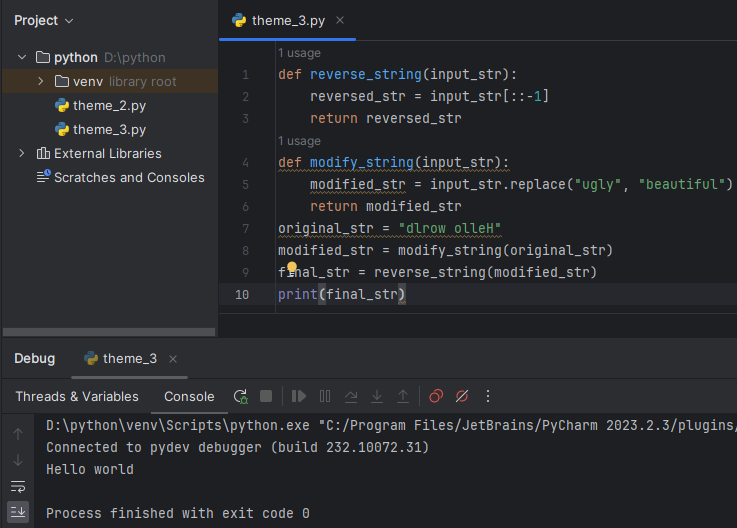 Project
theme_3.py
python D:\python
venv library root
theme_2.py
theme_3.py
External Libraries
Scratches and Consoles
1 usage
1 def reverse_string(input_str):
2 reversed_str = input_str[::-1]
3 return reversed_str
1 usage
4 def modify_string(input_str):
5 modified_str = input_str.replace("ugly", "beautiful")
6 return modified_str
7 original_str = "dlrow olleH"
8 modified_str = modify_string(original_str)
9 final_str = reverse_string(modified_str)
10 print(final_str)
Debug theme_3
Threads & Variables Console
D:\python\venv\Scripts\python.exe "C:/Program Files/JetBrains/PyCharm 2023.2.3/plugins/
Connected to pydev debugger (build 232.10072.31)
Hello world
Process finished with exit code 0